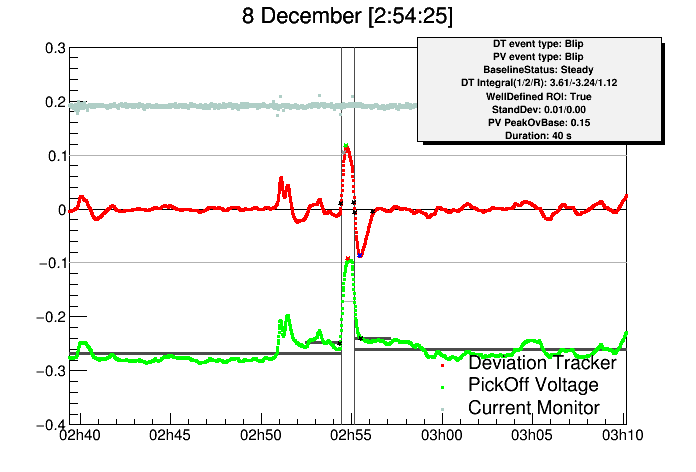 8 December [2:54:25]
DT event type: Blip
PV event type: Blip
BaselineStatus: Steady
DT Integral(1/2/R): 3.61/-3.24/1.12
WellDefined ROI: True
StandDev: 0.01/0.00
PV PeakOvBase: 0.15
Duration: 40 s
0.3
0.2
0.1
0
−0.1
−0.2
−0.3
−0.4
Deviation Tracker
PickOff Voltage
Current Monitor
02h40 02h45 02h50 02h55 03h00 03h05 03h10